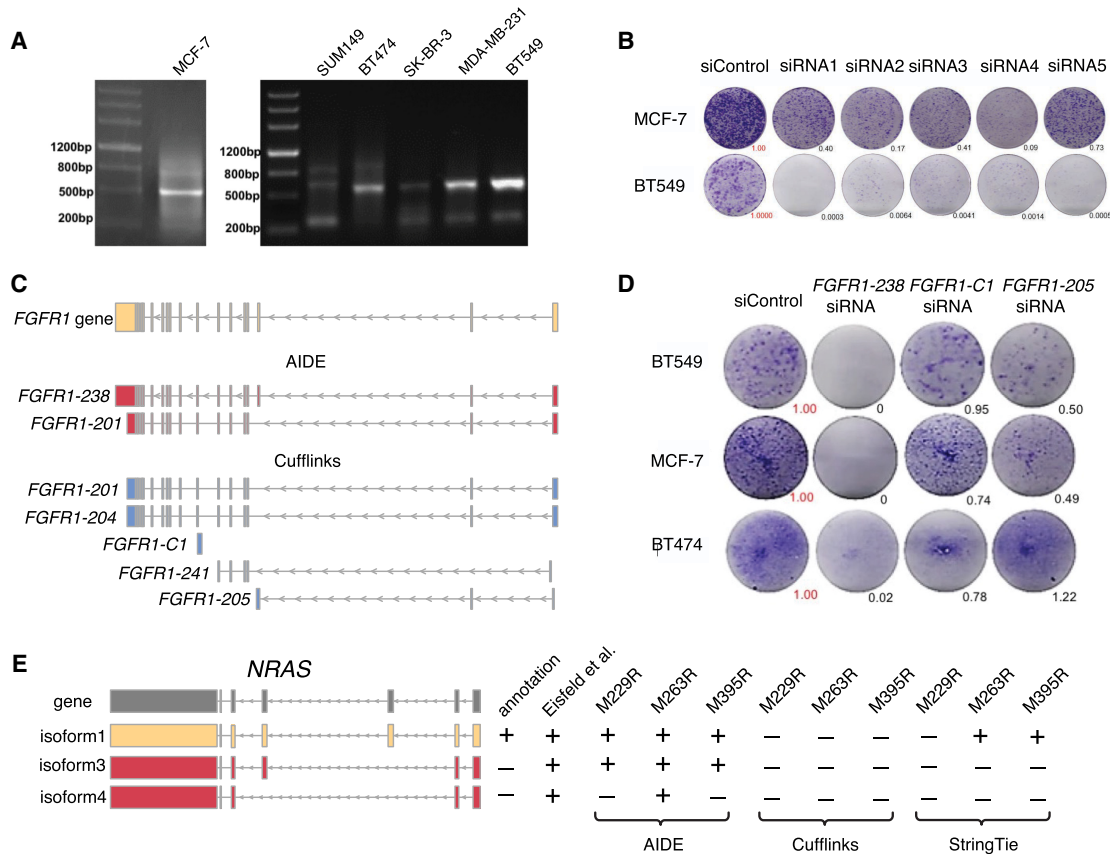 A
MCF-7
SUM149
BT474
SK-BR-3
MDA-MB-231
BT549
1200bp
800bp
500bp
200bp
1200bp
800bp
500bp
200bp
B
siControl siRNA1 siRNA2 siRNA3 siRNA4 siRNA5
MCF-7
1.00 0.40 0.17 0.41 0.09 0.73
BT549
1.0000 0.0003 0.0064 0.0041 0.0014 0.0005
C
FGFR1 gene
AIDE
FGFR1-238
FGFR1-201
Cufflinks
FGFR1-201
FGFR1-204
FGFR1-C1
FGFR1-241
FGFR1-205
D
FGFR1-238 FGFR1-C1 FGFR1-205
siControl siRNA siRNA siRNA
BT549
1.00 0 0.95 0.50
MCF-7
1.00 0 0.74 0.49
BT474
1.00 0.02 0.78 1.22
E
NRAS
annotation
Eisfeld et al.
M229R
M263R
M395R
M229R
M263R
M395R
M229R
M263R
M395R
gene
isoform1 + + + + + – – – – + +
isoform3 – + + + + – – – – – –
isoform4 – + – + – – – – – – –
AIDE Cufflinks StringTie